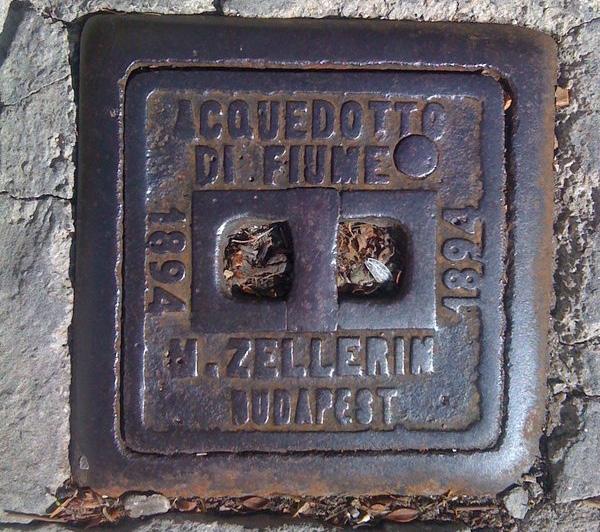 ACQUEDOTTO
DI FIUME
1894
1894
M. ZELLERIN
BUDAPEST